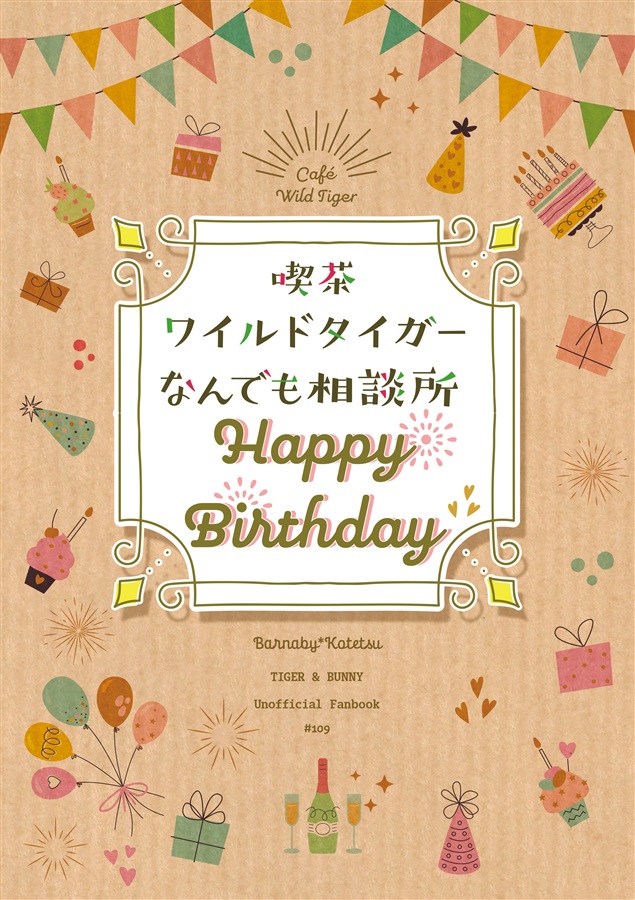 Café
Wild Tiger
喫茶
ワイルドタイガー
なんでも相談所
Happy
Birthday
Barnaby*Kotetsu
TIGER & BUNNY
Unofficial Fanbook
#109